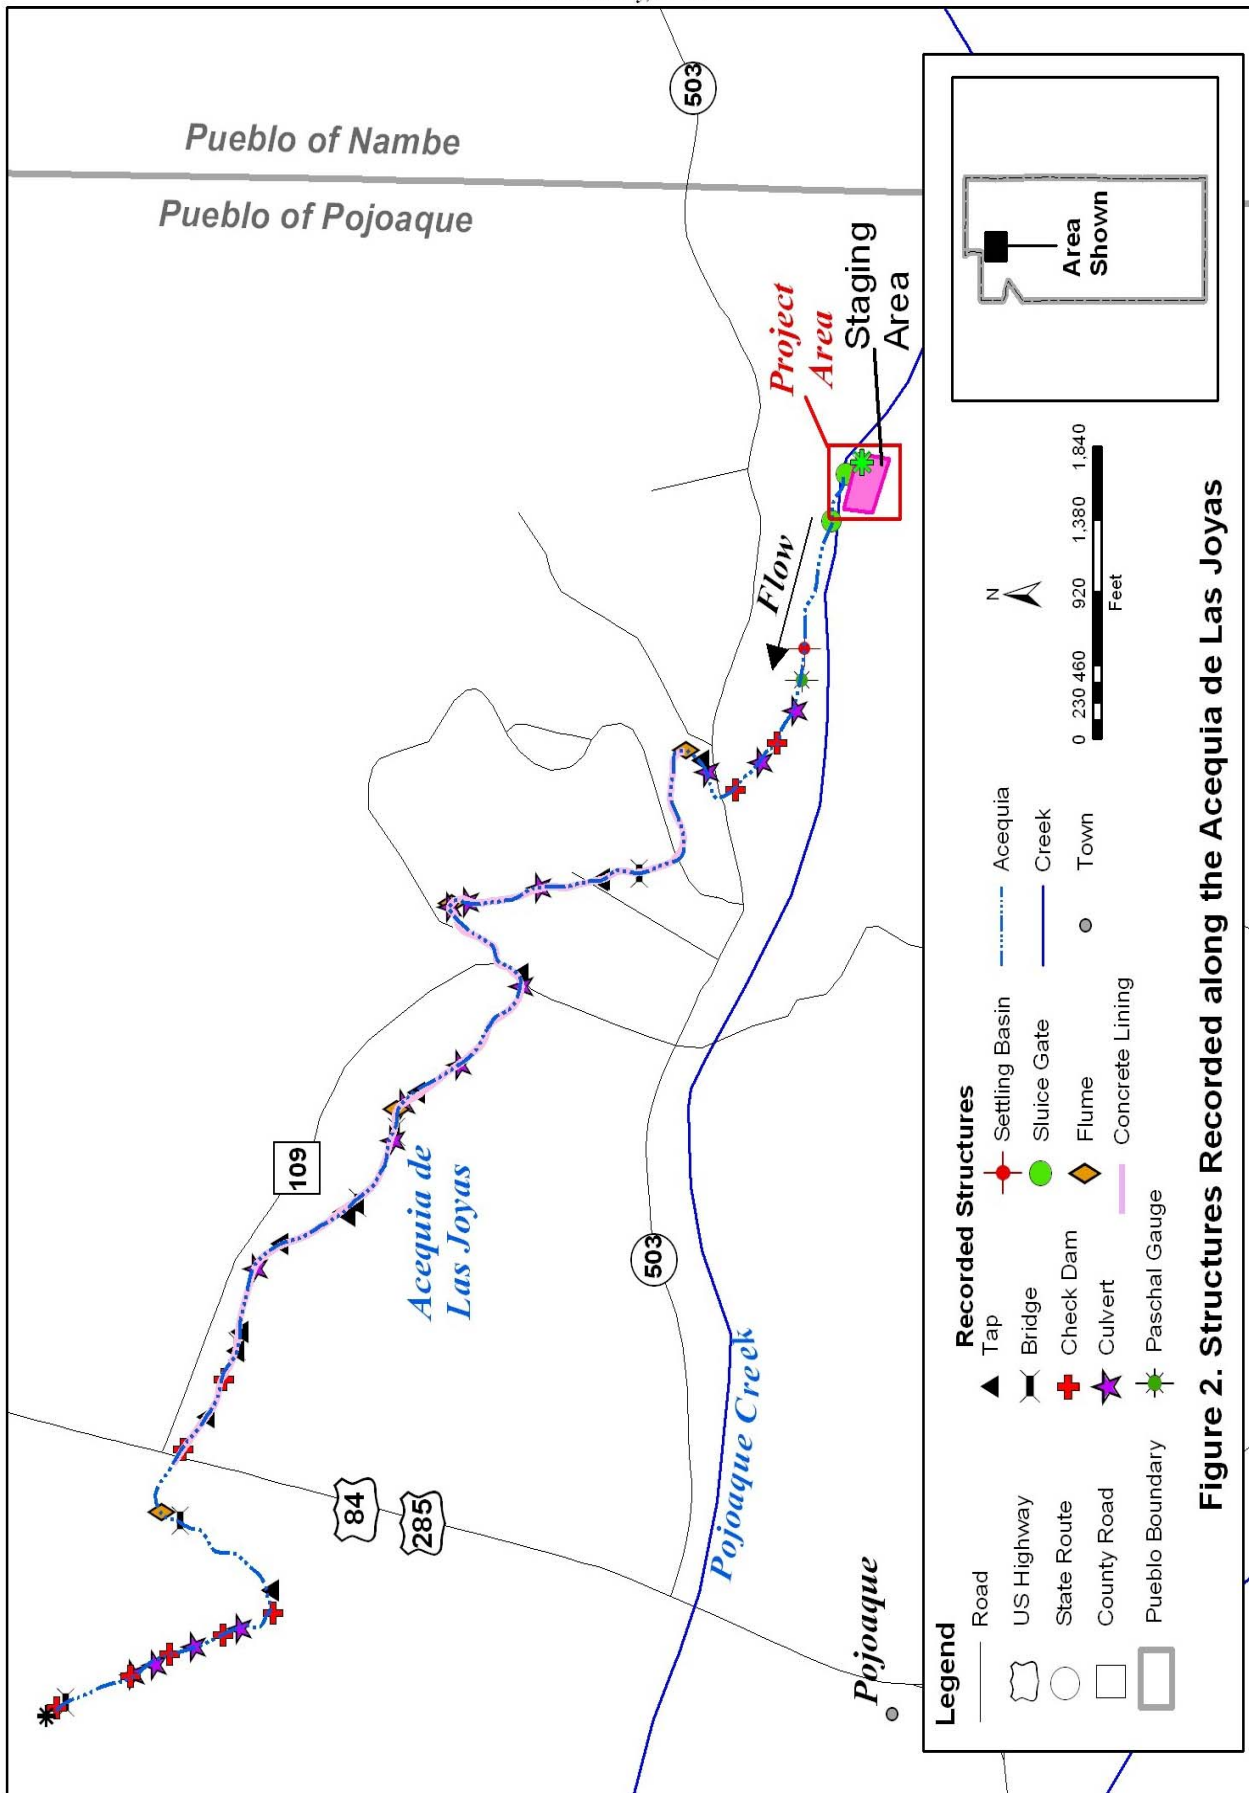 Pueblo of Nambe
Pueblo of Pojoaque
503
Project
Area
Staging
Area
Flow
109
Acequia de
Las Joyas
503
84
285
Pojoaque Creek
Pojoaque
Legend
Road
US Highway
State Route
County Road
Pueblo Boundary
Recorded Structures
Tap
Bridge
Check Dam
Culvert
Paschal Gauge
Settling Basin
Sluice Gate
Flume
Concrete Lining
Acequia
Creek
Town
N
0 230 460 920 1,380 1,840
Feet
Area
Shown
Figure 2. Structures Recorded along the Acequia de Las Joyas